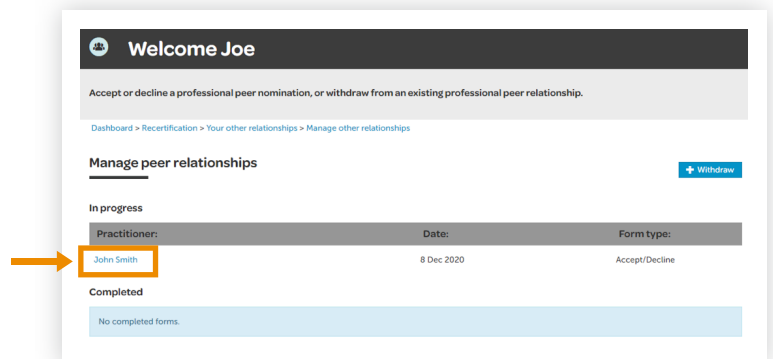 Welcome Joe
Accept or decline a professional peer nomination, or withdraw from an existing professional peer relationship.
Dashboard > Recertification > Your other relationships > Manage other relationships
Manage peer relationships
+ Withdraw
In progress
Practitioner: Date: Form type:
John Smith 8 Dec 2020 Accept/Decline
Completed
No completed forms.